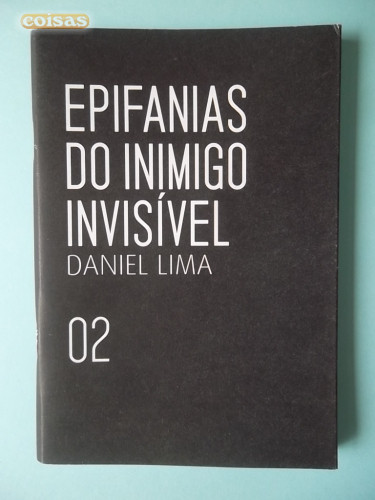 coisas
EPIFANIAS
DO INIMIGO
INVISÍVEL
DANIEL LIMA
02